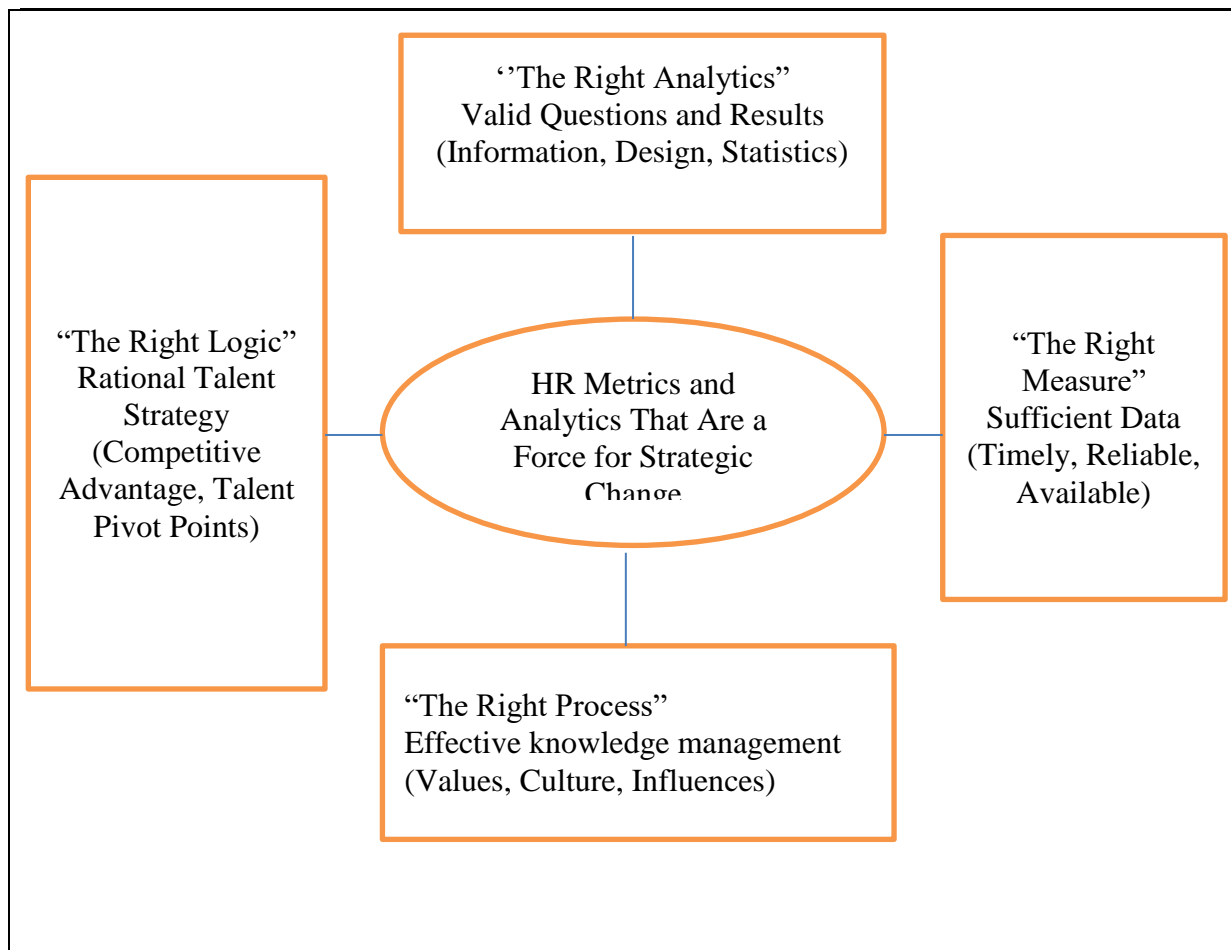 ‘’The Right Analytics”
Valid Questions and Results
(Information, Design, Statistics)
“The Right Logic”
Rational Talent
Strategy
(Competitive
Advantage, Talent
Pivot Points)
HR Metrics and
Analytics That Are a
Force for Strategic
Change
“The Right
Measure”
Sufficient Data
(Timely, Reliable,
Available)
“The Right Process”
Effective knowledge management
(Values, Culture, Influences)